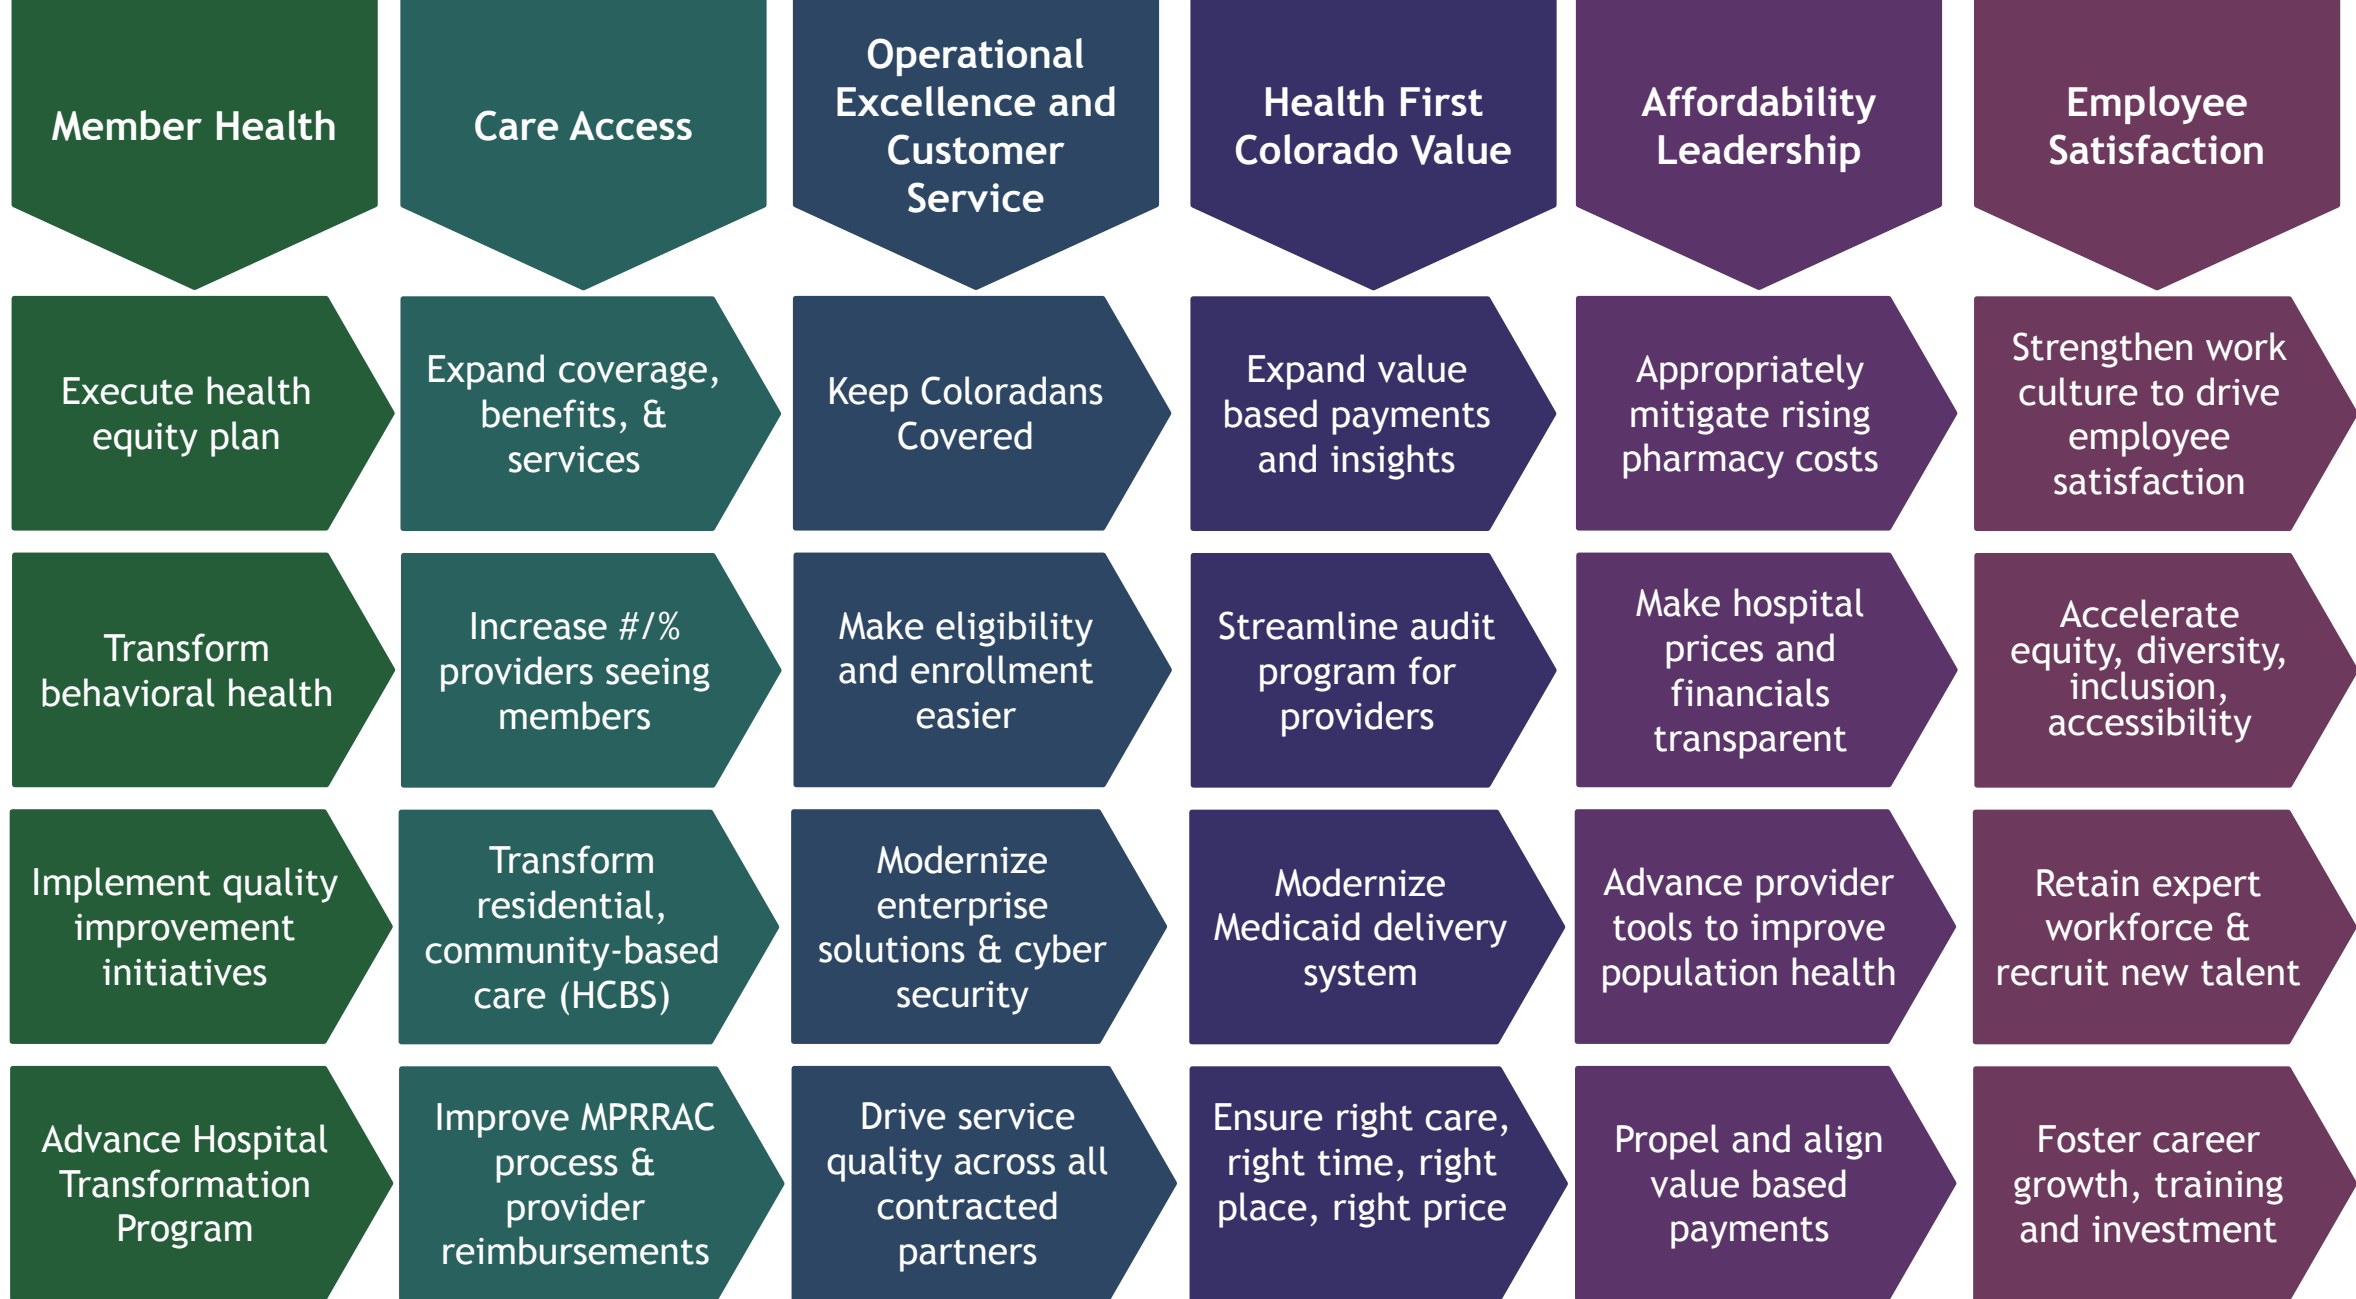 Member Health
Care Access
Operational
Excellence and
Customer
Service
Health First
Colorado Value
Affordability
Leadership
Employee
Satisfaction
Execute health
equity plan
Expand coverage,
benefits, &
services
Keep Coloradans
Covered
Expand value
based payments
and insights
Appropriately
mitigate rising
pharmacy costs
Strengthen work
culture to drive
employee
satisfaction
Transform
behavioral health
Increase #/%
providers seeing
members
Make eligibility
and enrollment
easier
Streamline audit
program for
providers
Make hospital
prices and
financials
transparent
Accelerate
equity, diversity,
inclusion,
accessibility
Implement quality
improvement
initiatives
Transform
residential,
community-based
care (HCBS)
Modernize
enterprise
solutions & cyber
security
Modernize
Medicaid delivery
system
Advance provider
tools to improve
population health
Retain expert
workforce &
recruit new talent
Advance Hospital
Transformation
Program
Improve MPRRAC
process &
provider
reimbursements
Drive service
quality across all
contracted
partners
Ensure right care,
right time, right
place, right price
Propel and align
value based
payments
Foster career
growth, training
and investment